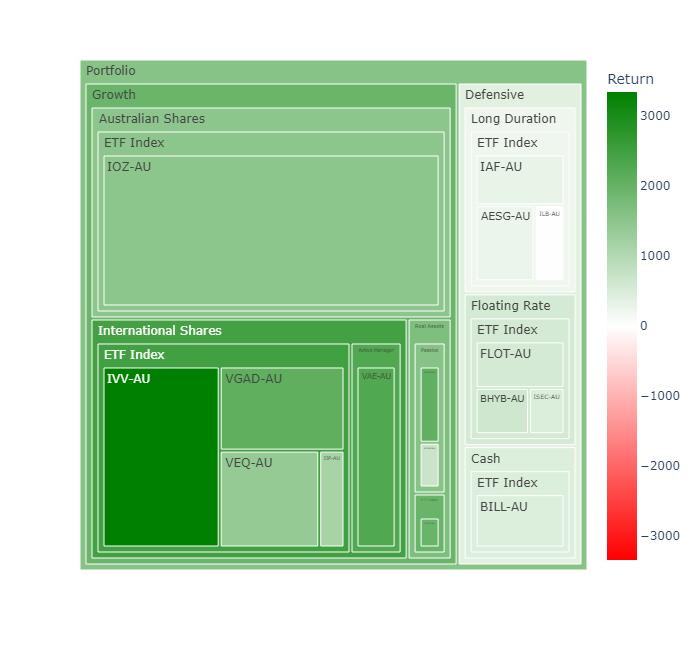 Portfolio
Growth
Australian Shares
ETF Index
IOZ-AU
International Shares
ETF Index
IVV-AU
VGAD-AU
VEQ-AU
Active Manager
VAE-AU
Real Assets
Passive
Defensive
Long Duration
ETF Index
IAF-AU
AESG-AU
ILB-AU
Floating Rate
ETF Index
FLOT-AU
BHYB-AU
ISEC-AU
Cash
ETF Index
BILL-AU
Return
3000
2000
1000
0
−1000
−2000
−3000